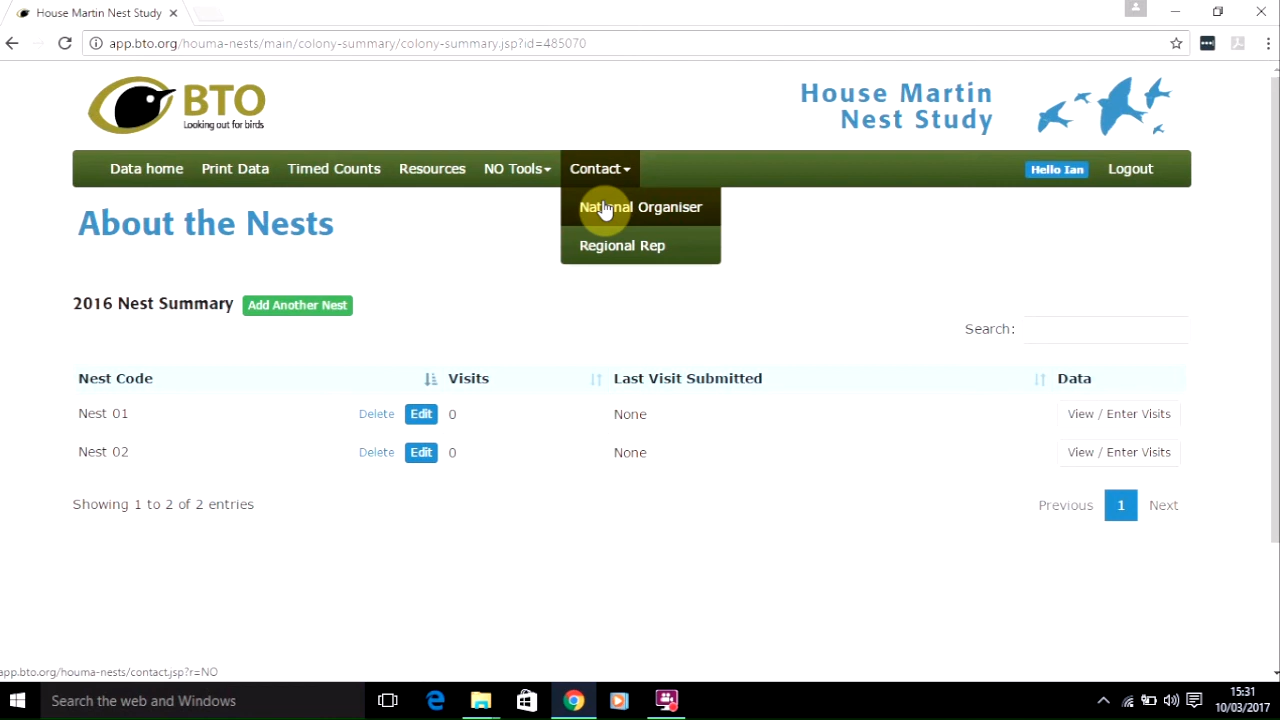 House Martin Nest Study
app.bto.org/houma-nests/main/colony-summary/colony-summary.jsp?id=485070
BTO
Looking out for birds
House Martin
Nest Study
Data home Print Data Timed Counts Resources NO Tools Contact Hello Ian Logout
National Organiser
Regional Rep
About the Nests
2016 Nest Summary Add Another Nest
Search:
Nest Code Visits Last Visit Submitted Data
Nest 01 Delete Edit 0 None View / Enter Visits
Nest 02 Delete Edit 0 None View / Enter Visits
Showing 1 to 2 of 2 entries Previous 1 Next
app.bto.org/houma-nests/contact.jsp?r=NO
Search the web and Windows
15:31
10/03/2017